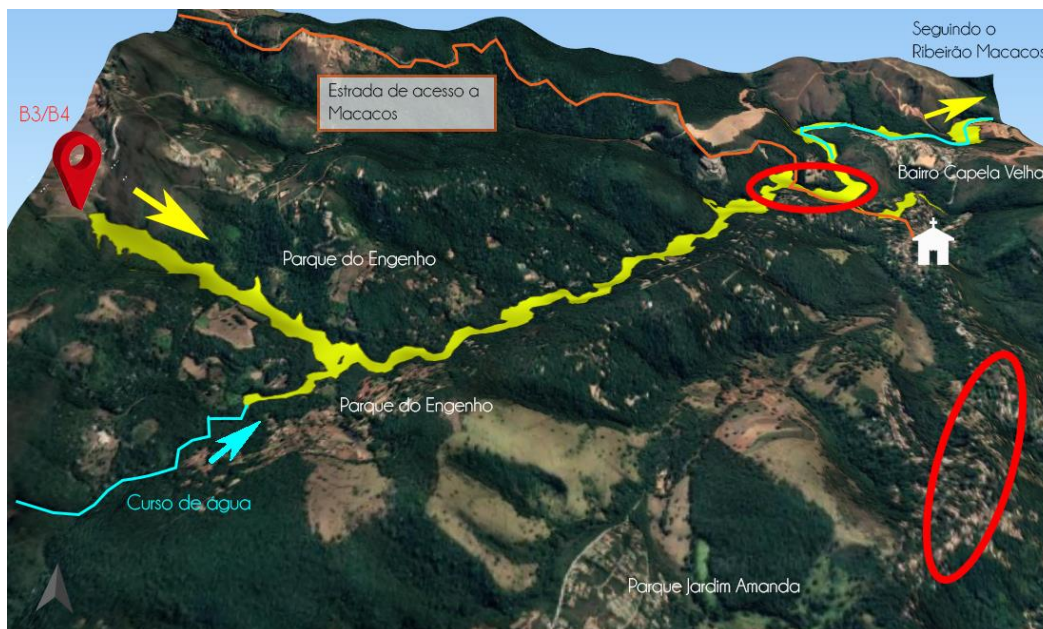 Seguindo o
Ribeirão Macacos
Estrada de acesso a
Macacos
B3/B4
Bairro Capela Velha
Parque do Engenho
Parque do Engenho
Curso de água
Parque Jardim Amanda